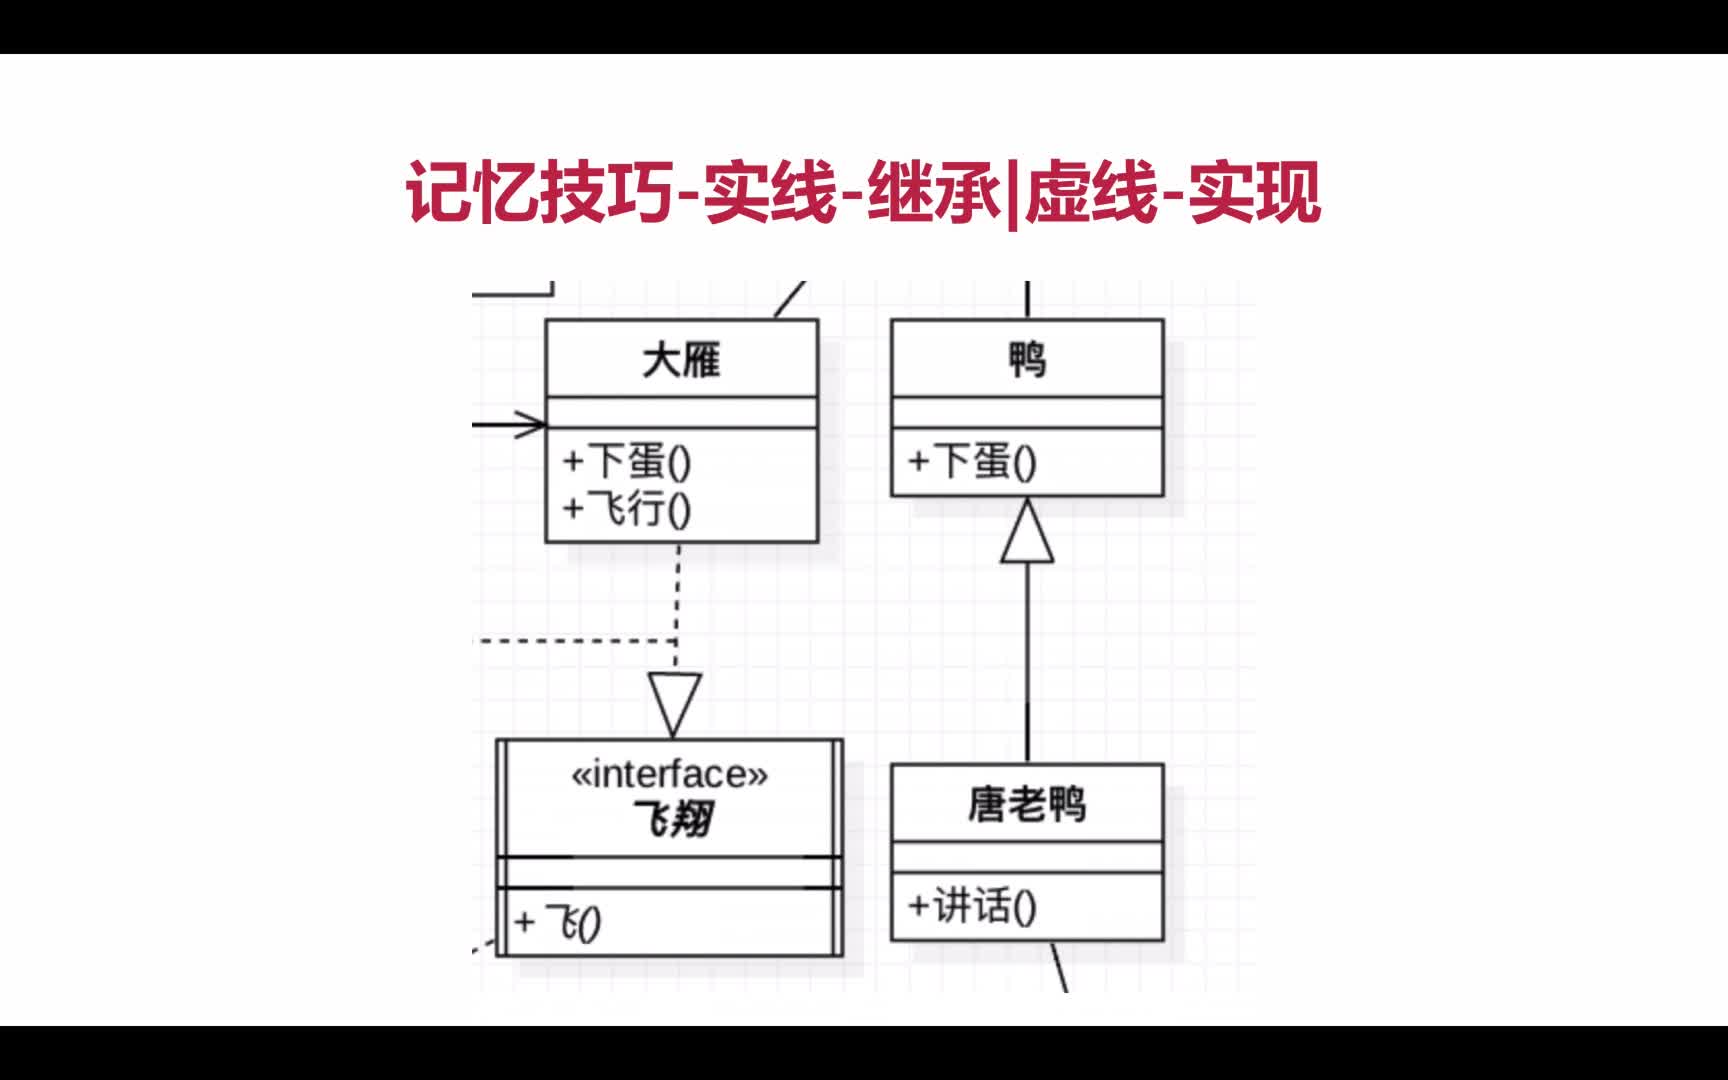 记忆技巧-实线-继承|虚线-实现
大雁
+下蛋()
+飞行()
鸭
+下蛋()
«interface»
飞翔
+ 飞()
唐老鸭
+讲话()